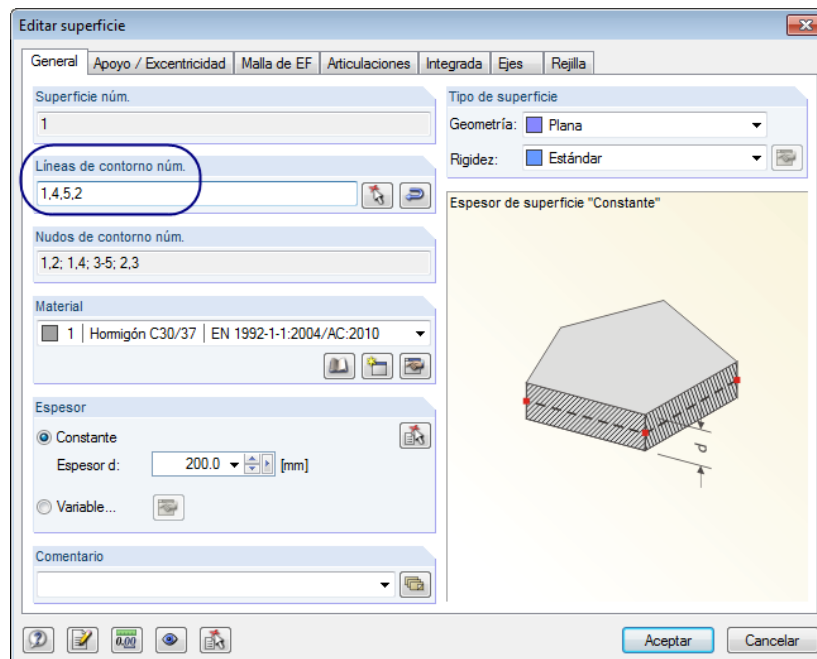 Editar superficie
General
Apoyo / Excentricidad
Malla de EF
Articulaciones
Integrada
Ejes
Rejilla
Superficie núm.
1
Líneas de contorno núm.
1,4,5,2
Nudos de contorno núm.
1,2; 1,4; 3-5; 2,3
Material
1 Hormigón C30/37 EN 1992-1-1:2004/AC:2010
Espesor
Constante
Espesor d: 200.0 [mm]
Variable...
Comentario
Tipo de superficie
Geometría: Plana
Rigidez: Estándar
Espesor de superficie "Constante"
d
0.00
Aceptar
Cancelar